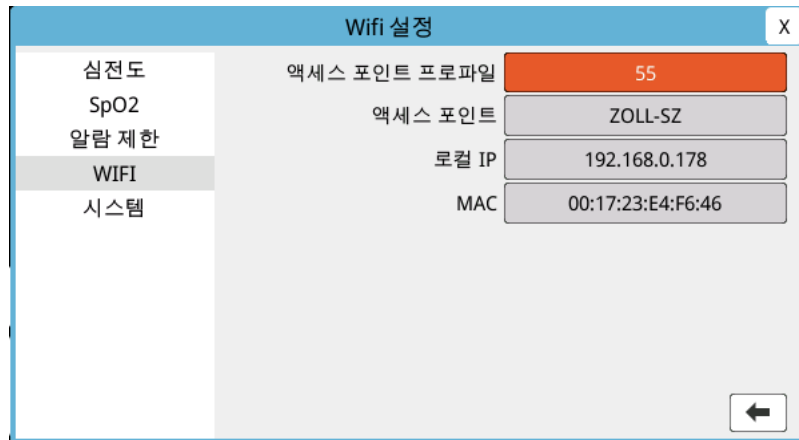 Wifi 설정
X
심전도
SpO2
알람 제한
WIFI
시스템
액세스 포인트 프로파일 55
액세스 포인트 ZOLL-SZ
로컬 IP 192.168.0.178
MAC 00:17:23:E4:F6:46